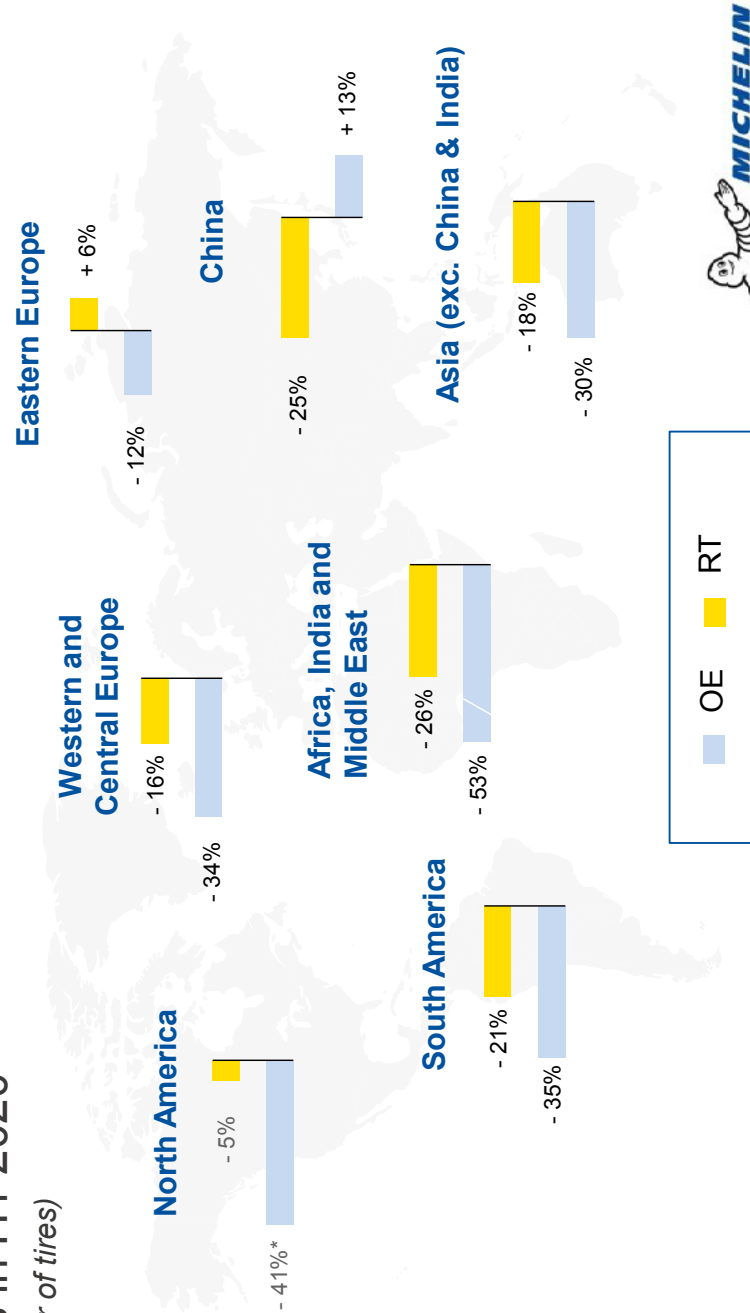 of tires)
Eastern Europe
+ 6%
- 12%
Western and
Central Europe
- 16%
- 34%
North America
- 5%
- 41%*
China
- 25%
+ 13%
Africa, India and
Middle East
- 26%
- 53%
South America
- 21%
- 35%
Asia (exc. China & India)
- 18%
- 30%
OE RT
MICHELIN